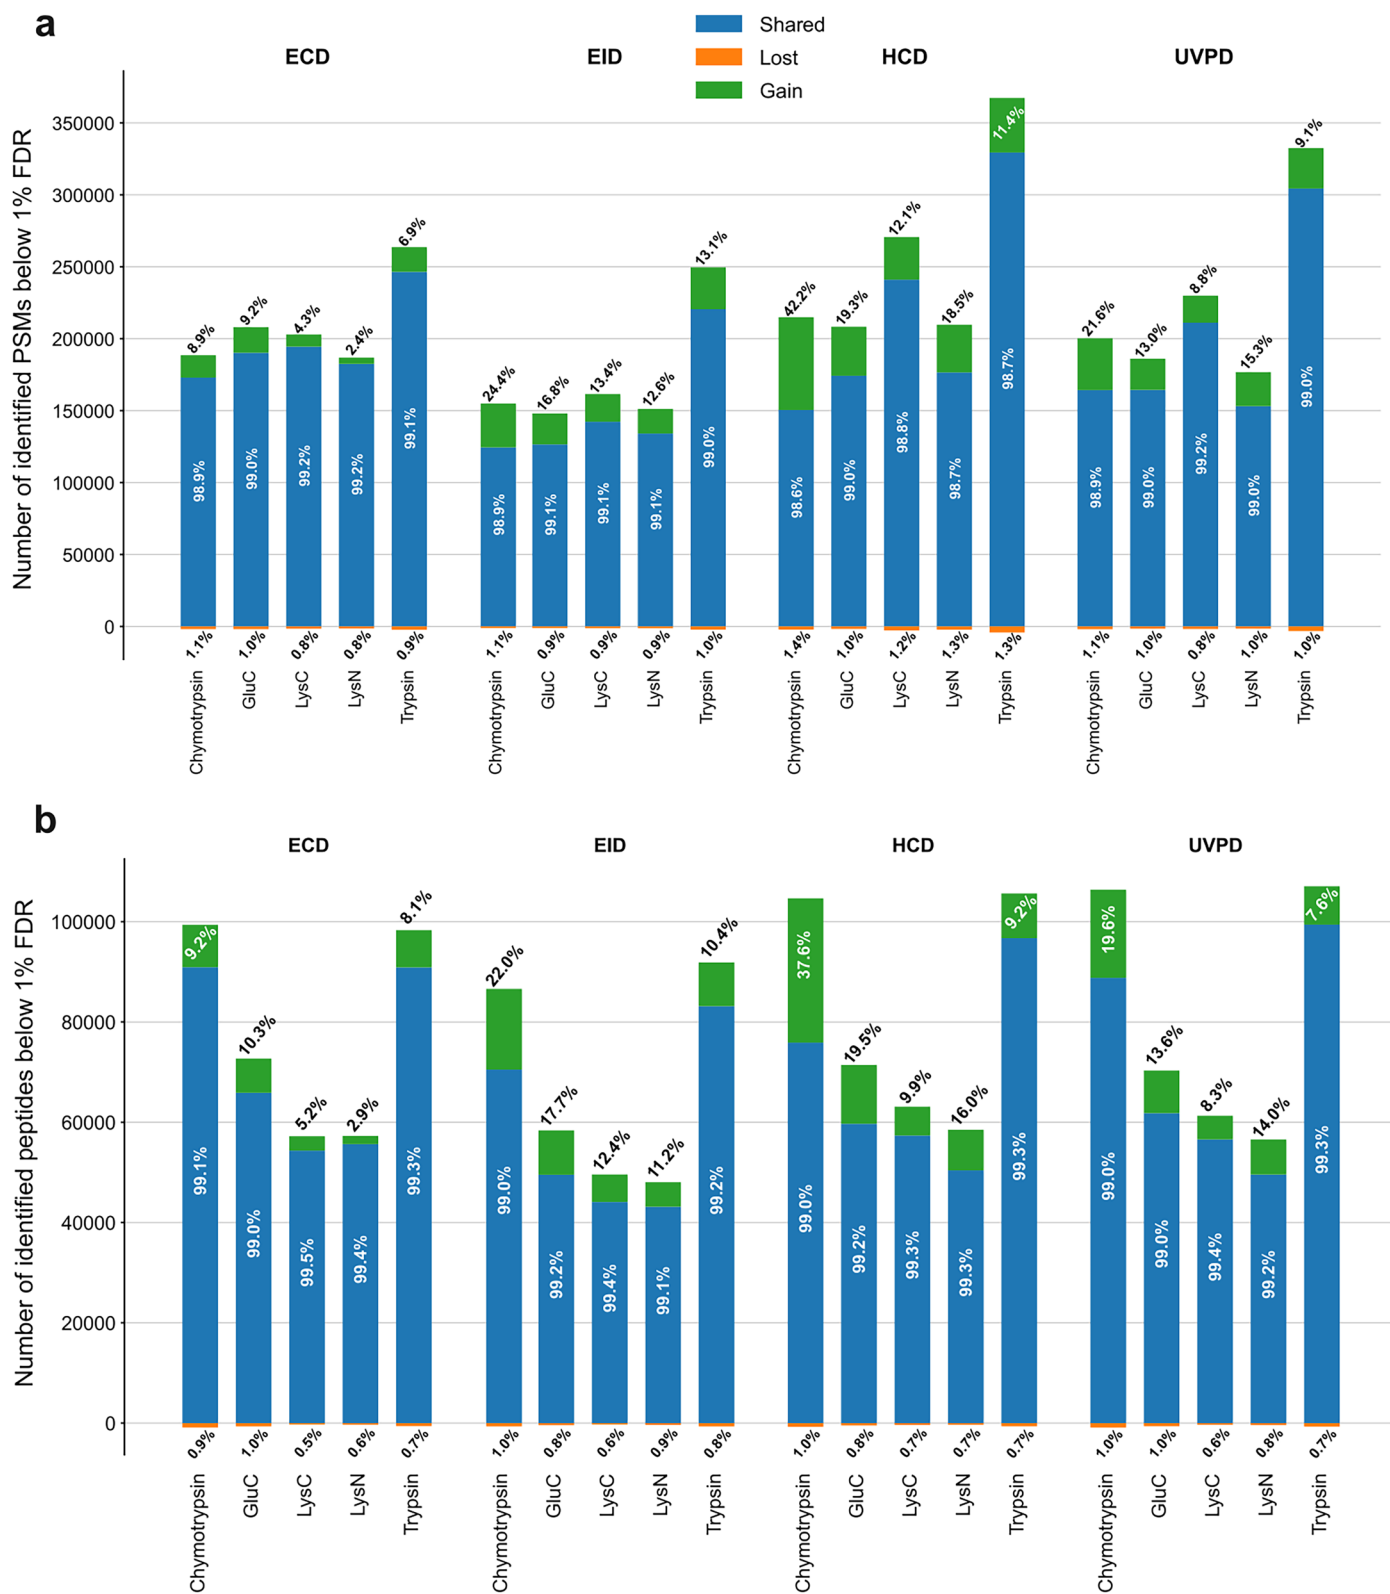 a
Shared
Lost
Gain
ECD EID HCD UVPD
Number of identified PSMs below 1% FDR
350000
300000
250000
200000
150000
100000
50000
0
8.9% 9.2% 4.3% 2.4% 6.9% 24.4% 16.8% 13.4% 12.6% 13.1% 42.2% 19.3% 12.1% 18.5% 11.4% 21.6% 13.0% 8.8% 15.3% 9.1%
98.9% 99.0% 99.2% 99.2% 99.1% 98.9% 99.1% 99.1% 99.1% 99.0% 98.6% 99.0% 98.8% 98.7% 98.7% 98.9% 99.0% 99.2% 99.0% 99.0%
1.1% 1.0% 0.8% 0.8% 0.9% 1.1% 0.9% 0.9% 0.9% 1.0% 1.4% 1.0% 1.2% 1.3% 1.3% 1.1% 1.0% 0.8% 1.0% 1.0%
Chymotrypsin GluC LysC LysN Trypsin Chymotrypsin GluC LysC LysN Trypsin Chymotrypsin GluC LysC LysN Trypsin Chymotrypsin GluC LysC LysN Trypsin
b
ECD EID HCD UVPD
Number of identified peptides below 1% FDR
100000
80000
60000
40000
20000
0
9.2% 10.3% 5.2% 2.9% 8.1% 22.0% 17.7% 12.4% 11.2% 10.4% 37.6% 19.5% 9.9% 16.0% 9.2% 19.6% 13.6% 8.3% 14.0% 7.6%
99.1% 99.0% 99.5% 99.4% 99.3% 99.0% 99.2% 99.4% 99.1% 99.2% 99.0% 99.2% 99.3% 99.3% 99.3% 99.0% 99.0% 99.4% 99.2% 99.3%
0.9% 1.0% 0.5% 0.6% 0.7% 1.0% 0.8% 0.6% 0.9% 0.8% 1.0% 0.8% 0.7% 0.7% 0.7% 1.0% 1.0% 0.6% 0.8% 0.7%
Chymotrypsin GluC LysC LysN Trypsin Chymotrypsin GluC LysC LysN Trypsin Chymotrypsin GluC LysC LysN Trypsin Chymotrypsin GluC LysC LysN Trypsin